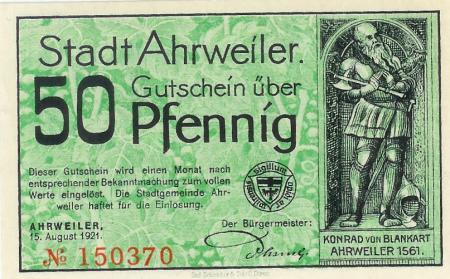 Stadt Ahrweiler.
50 Gutschein über
Pfennig
Dieser Gutschein wird einen Monat nach
entsprechender Bekanntmachung zum vollen
Werte eingelöst. Die Stadtgemeinde Ahr-
weiler haftet für die Einlösung.
AHRWEILER,
15. August 1921.
Der Bürgermeister:
№ 150370
KONRAD VON BLANKART
AHRWEILER 1561.